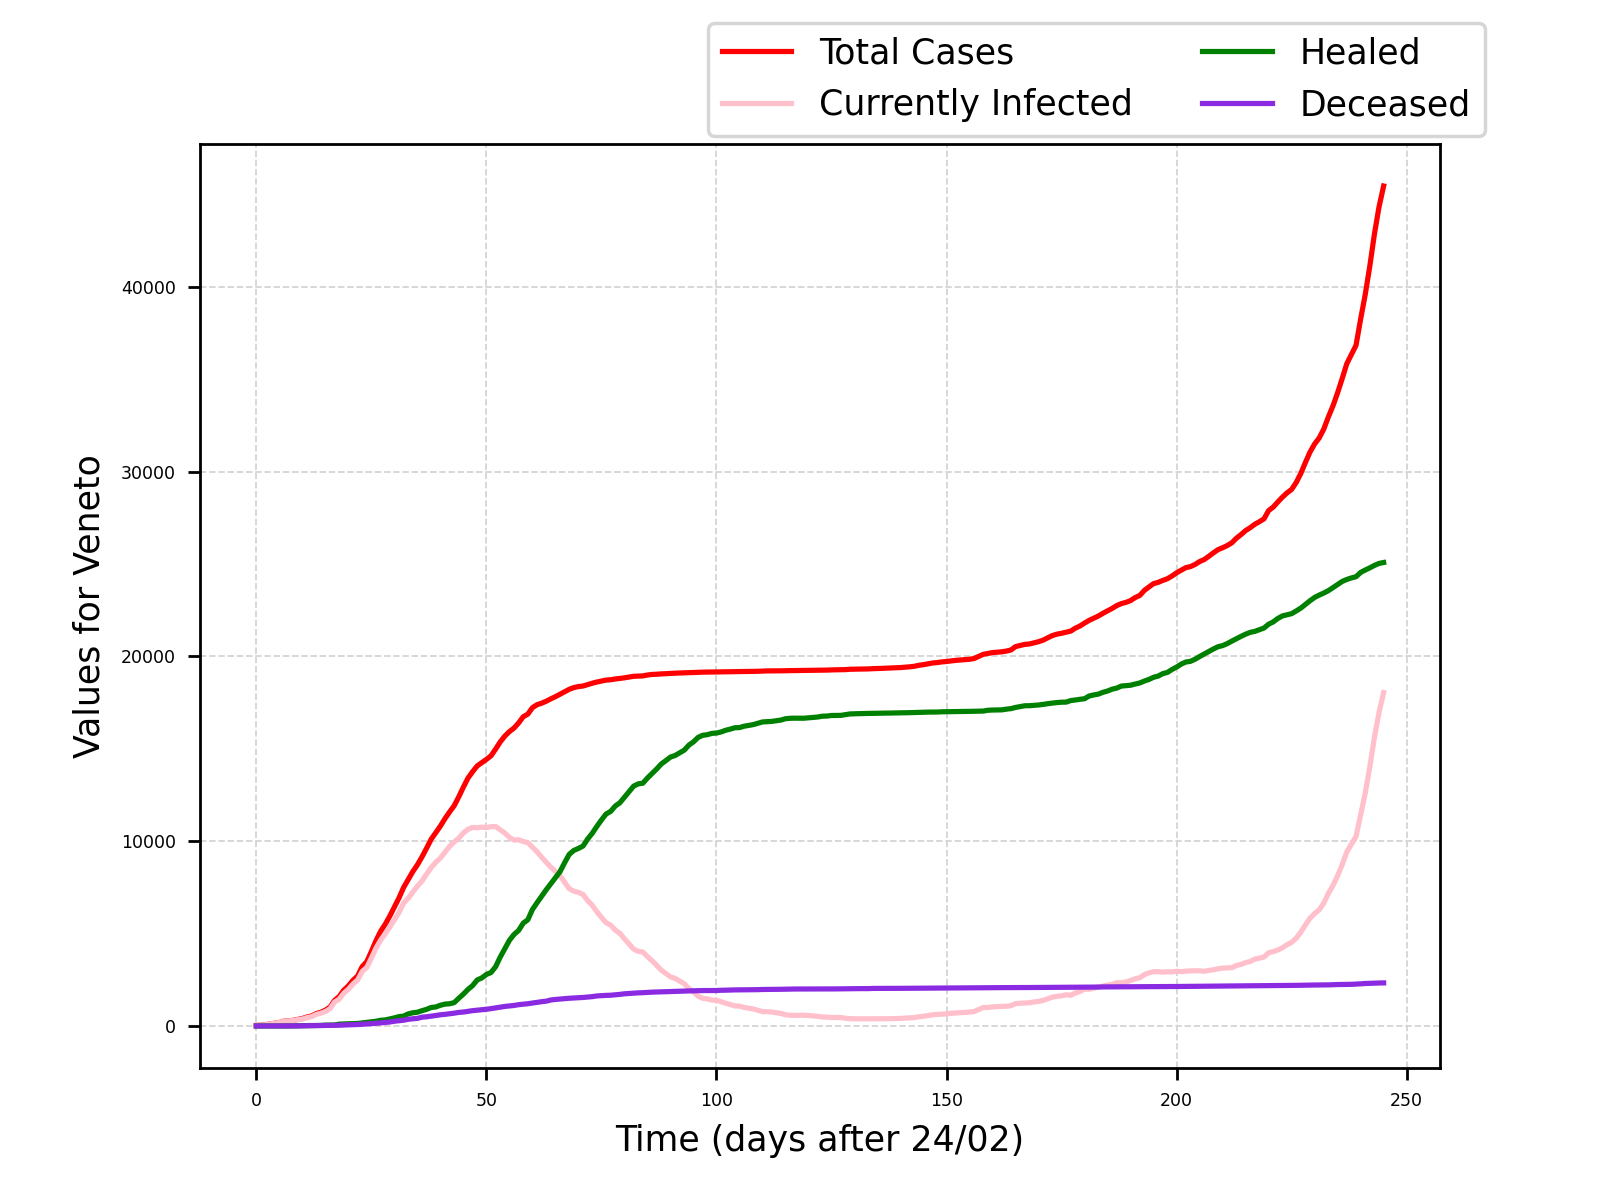 Total Cases
Currently Infected
Healed
Deceased
Values for Veneto
40000
30000
20000
10000
0
0 50 100 150 200 250
Time (days after 24/02)